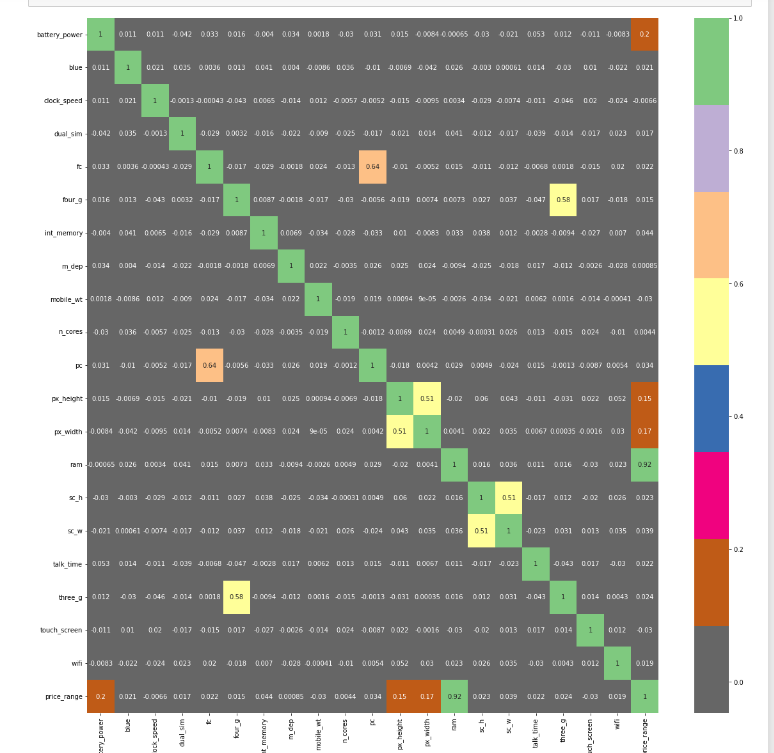 battery_power 1 0.011 0.011 -0.042 0.033 0.016 -0.004 0.034 0.0018 -0.03 0.031 0.015 -0.0084 -0.00065 -0.03 -0.021 0.053 0.012 -0.011 -0.0083 0.2
blue 0.011 1 0.021 0.035 0.0036 0.013 0.041 0.004 -0.0086 0.036 -0.01 -0.0069 -0.042 0.026 -0.003 0.00061 0.014 -0.03 0.01 -0.022 0.021
clock_speed 0.011 0.021 1 -0.0013 -0.00043 -0.043 0.0065 -0.014 0.012 -0.0057 -0.0052 -0.015 -0.0095 0.0034 -0.029 -0.0074 -0.011 -0.046 0.02 -0.024 -0.0066
dual_sim -0.042 0.035 -0.0013 1 -0.029 0.0032 -0.016 -0.022 -0.009 -0.025 -0.017 -0.021 0.014 0.041 -0.012 -0.017 -0.039 -0.014 -0.017 0.023 0.017
fc 0.033 0.0036 -0.00043 -0.029 1 -0.017 -0.029 -0.0018 0.024 -0.013 0.64 -0.01 -0.0052 0.015 -0.011 -0.012 -0.0068 0.0018 -0.015 0.02 0.022
four_g 0.016 0.013 -0.043 0.0032 -0.017 1 0.0087 -0.0018 -0.017 -0.03 -0.0056 -0.019 0.0074 0.0073 0.027 0.037 -0.047 0.58 0.017 -0.018 0.015
int_memory -0.004 0.041 0.0065 -0.016 -0.029 0.0087 1 0.0069 -0.034 -0.028 -0.033 0.01 -0.0083 0.033 0.038 0.012 -0.0028 -0.0094 -0.027 0.007 0.044
m_dep 0.034 0.004 -0.014 -0.022 -0.0018 -0.0018 0.0069 1 0.022 -0.0035 0.026 0.025 0.024 -0.0094 -0.025 -0.018 0.017 -0.012 -0.0026 -0.028 0.00085
mobile_wt 0.0018 -0.0086 0.012 -0.009 0.024 -0.017 -0.034 0.022 1 -0.019 0.019 0.00094 9e-05 -0.0026 -0.034 -0.021 0.0062 0.0016 -0.014 -0.00041 -0.03
n_cores -0.03 0.036 -0.0057 -0.025 -0.013 -0.03 -0.028 -0.0035 -0.019 1 -0.0012 -0.0069 0.024 0.0049 -0.00031 0.026 0.013 -0.015 0.024 -0.01 0.0044
pc 0.031 -0.01 -0.0052 -0.017 0.64 -0.0056 -0.033 0.026 0.019 -0.0012 1 -0.018 0.0042 0.029 0.0049 -0.024 0.015 -0.0013 -0.0087 0.0054 0.034
px_height 0.015 -0.0069 -0.015 -0.021 -0.01 -0.019 0.01 0.025 0.00094 -0.0069 -0.018 1 0.51 -0.02 0.06 0.043 -0.011 -0.031 0.022 0.052 0.15
px_width -0.0084 -0.042 -0.0095 0.014 -0.0052 0.0074 -0.0083 0.024 9e-05 0.024 0.0042 0.51 1 0.0041 0.022 0.035 0.0067 0.00035 -0.0016 0.03 0.17
ram -0.00065 0.026 0.0034 0.041 0.015 0.0073 0.033 -0.0094 -0.0026 0.0049 0.029 -0.02 0.0041 1 0.016 0.036 0.011 0.016 -0.03 0.023 0.92
sc_h -0.03 -0.003 -0.029 -0.012 -0.011 0.027 0.038 -0.025 -0.034 -0.00031 0.0049 0.06 0.022 0.016 1 0.51 -0.017 0.012 -0.02 0.026 0.023
sc_w -0.021 0.00061 -0.0074 -0.017 -0.012 0.037 0.012 -0.018 -0.021 0.026 -0.024 0.043 0.035 0.036 0.51 1 -0.023 0.031 0.013 0.035 0.039
talk_time 0.053 0.014 -0.011 -0.039 -0.0068 -0.047 -0.0028 0.017 0.0062 0.013 0.015 -0.011 0.0067 0.011 -0.017 -0.023 1 -0.043 0.017 -0.03 0.022
three_g 0.012 -0.03 -0.046 -0.014 0.0018 0.58 -0.0094 -0.012 0.0016 -0.015 -0.0013 -0.031 0.00035 0.016 0.012 0.031 -0.043 1 0.014 0.0043 0.024
touch_screen -0.011 0.01 0.02 -0.017 -0.015 0.017 -0.027 -0.0026 -0.014 0.024 -0.0087 0.022 -0.0016 -0.03 -0.02 0.013 0.017 0.014 1 0.012 -0.03
wifi -0.0083 -0.022 -0.024 0.023 0.02 -0.018 0.007 -0.028 -0.00041 -0.01 0.0054 0.052 0.03 0.023 0.026 0.035 -0.03 0.0043 0.012 1 0.019
price_range 0.2 0.021 -0.0066 0.017 0.022 0.015 0.044 0.00085 -0.03 0.0044 0.034 0.15 0.17 0.92 0.023 0.039 0.022 0.024 -0.03 0.019 1
tery_power blue ock_speed dual_sim fc four_g t_memory m_dep mobile_wt n_cores pc px_height px_width ram sc_h sc_w talk_time three_g ch_screen wifi ice_range
1.0
0.8
0.6
0.4
0.2
0.0